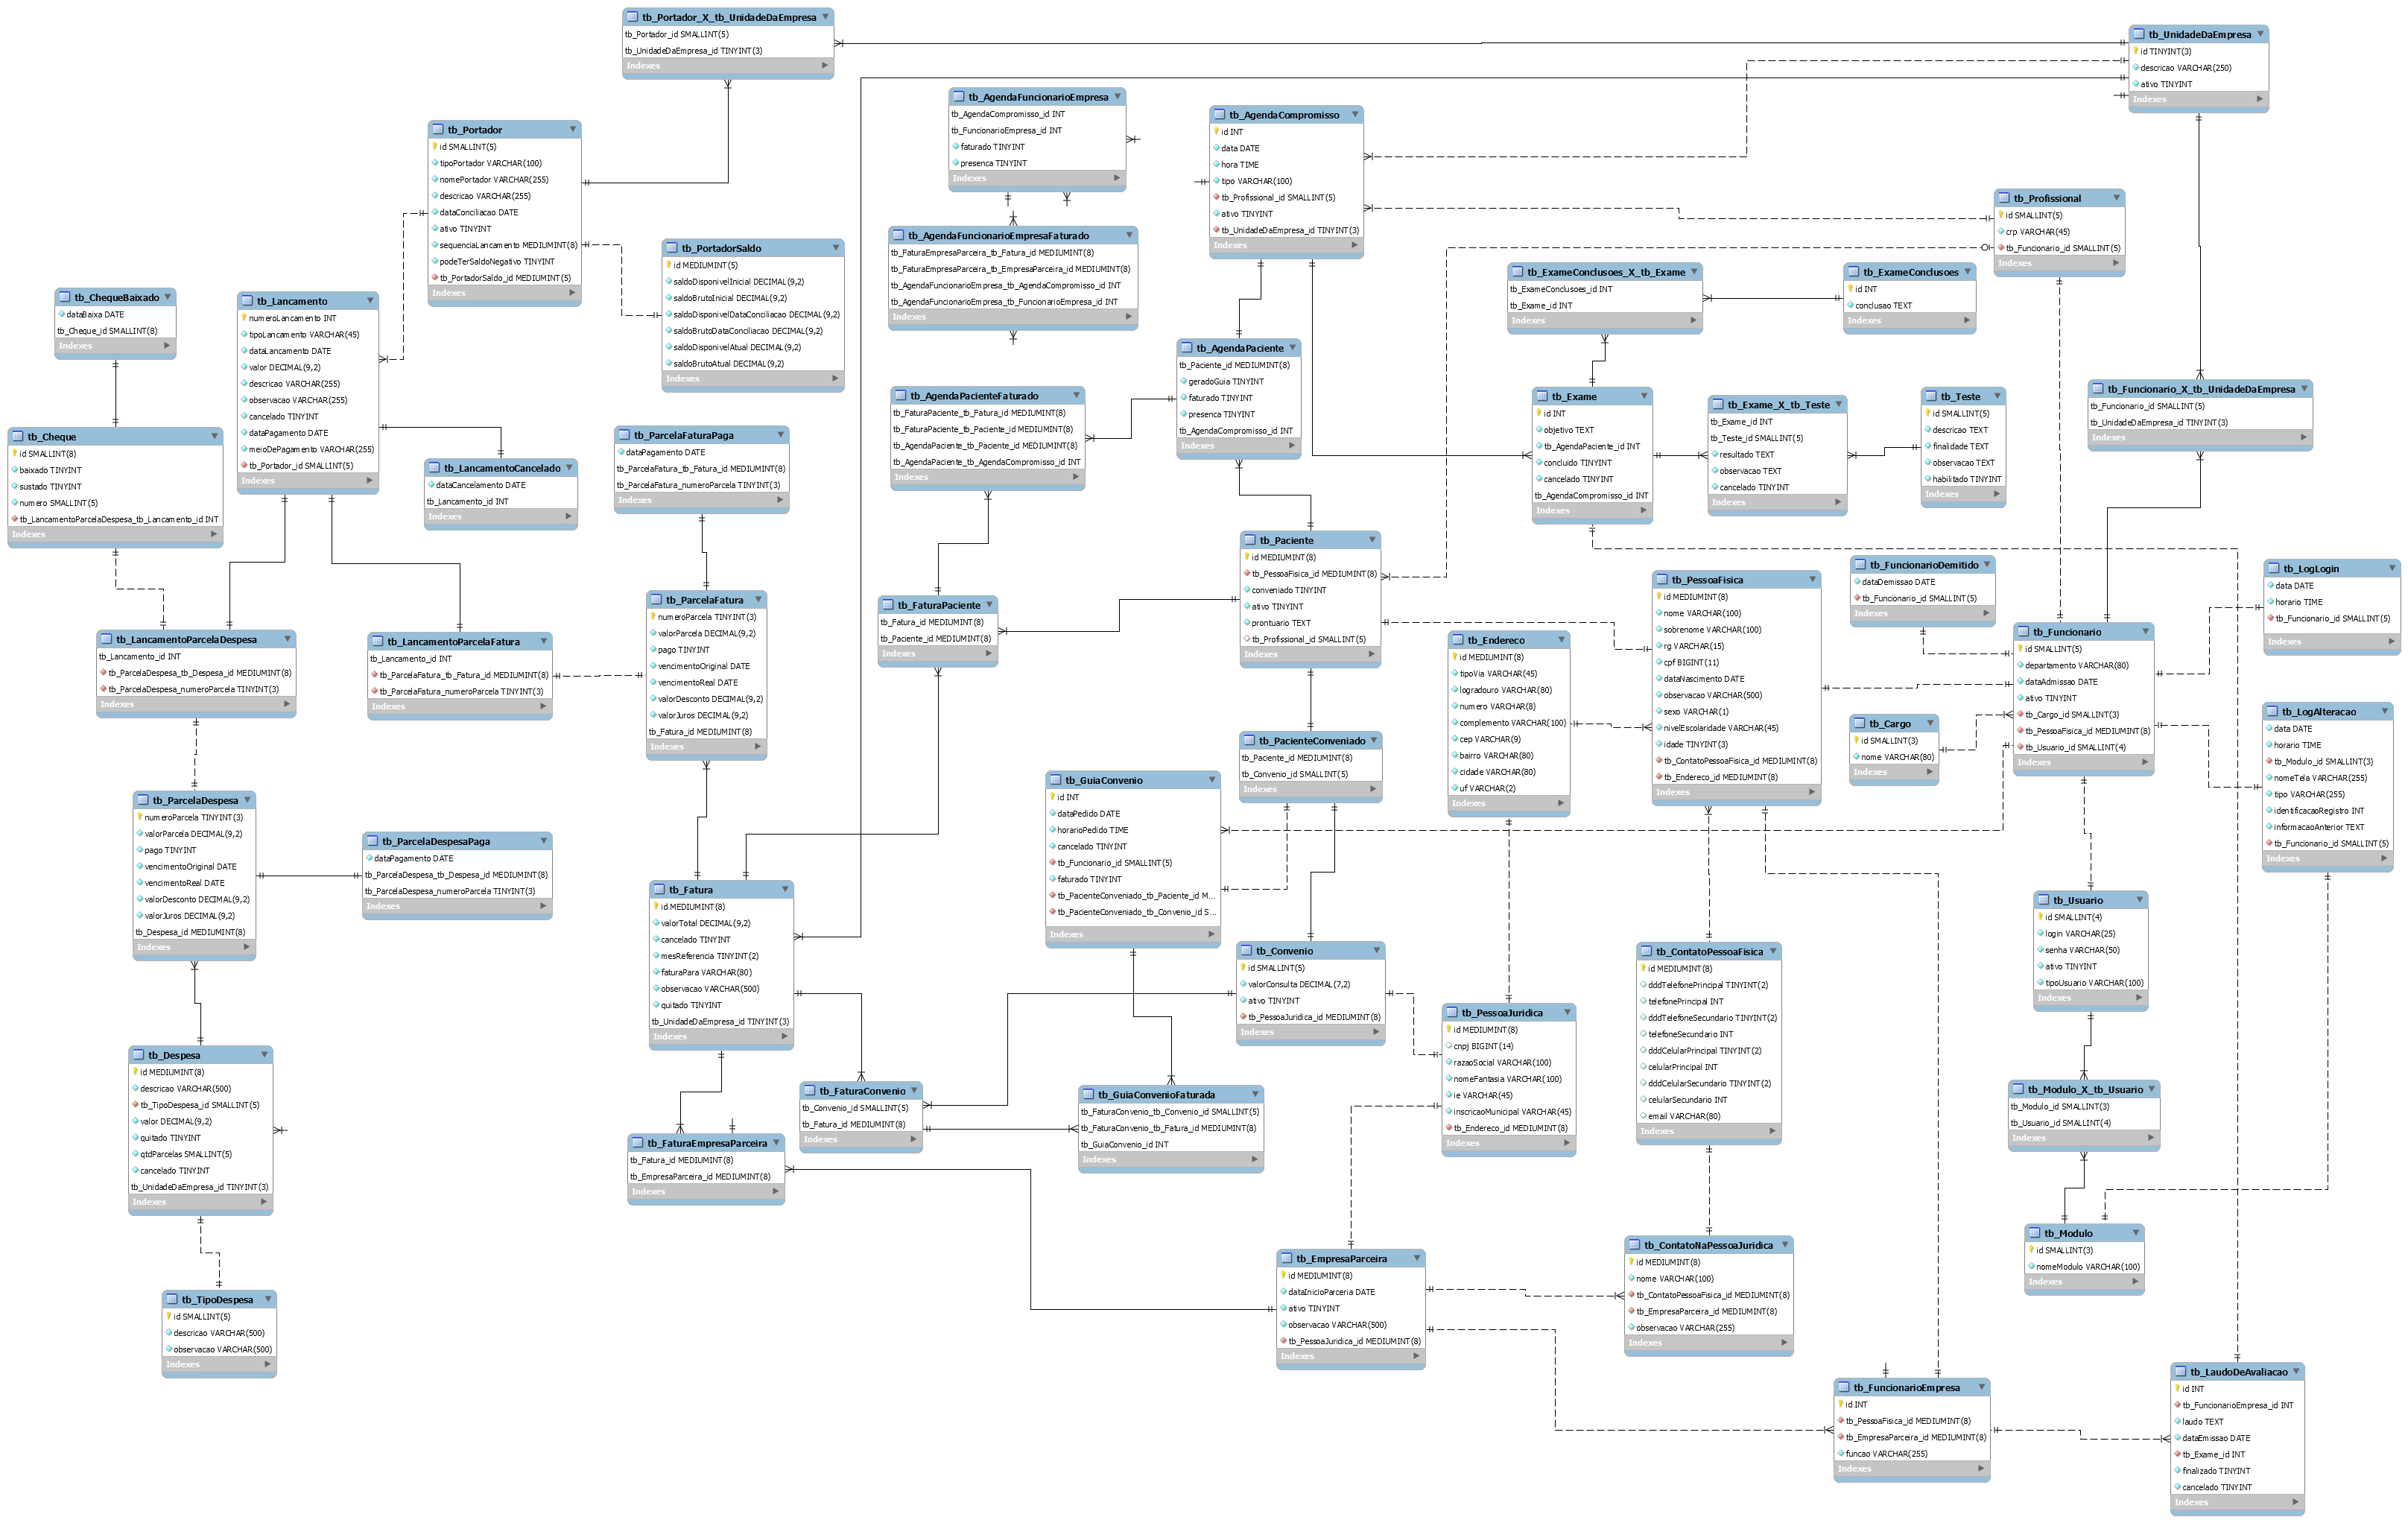 tb_Portador_X_tb_UnidadeDaEmpresa
tb_Portador_id SMALLINT(5)
tb_UnidadeDaEmpresa_id TINYINT(3)
Indexes
tb_UnidadeDaEmpresa
id TINYINT(3)
descricao VARCHAR(250)
ativo TINYINT
Indexes
tb_AgendaFuncionarioEmpresa
tb_AgendaCompromisso_id INT
tb_FuncionarioEmpresa_id INT
faturado TINYINT
presenca TINYINT
Indexes
tb_AgendaCompromisso
id INT
data DATE
hora TIME
tipo VARCHAR(100)
tb_Profissional_id SMALLINT(5)
ativo TINYINT
tb_UnidadeDaEmpresa_id TINYINT(3)
Indexes
tb_Portador
id SMALLINT(5)
tipoPortador VARCHAR(100)
nomePortador VARCHAR(255)
descricao VARCHAR(255)
dataConciliacao DATE
ativo TINYINT
sequenciaLancamento MEDIUMINT(8)
podeTerSaldoNegativo TINYINT
tb_PortadorSaldo_id MEDIUMINT(5)
Indexes
tb_Profissional
id SMALLINT(5)
crp VARCHAR(45)
tb_Funcionario_id SMALLINT(5)
Indexes
tb_AgendaFuncionarioEmpresaFaturado
tb_FaturaEmpresaParceira_tb_Fatura_id MEDIUMINT(8)
tb_FaturaEmpresaParceira_tb_EmpresaParceira_id MEDIUMINT(8)
tb_AgendaFuncionarioEmpresa_tb_AgendaCompromisso_id INT
tb_AgendaFuncionarioEmpresa_tb_FuncionarioEmpresa_id INT
Indexes
tb_PortadorSaldo
id MEDIUMINT(5)
saldoDisponivelInicial DECIMAL(9,2)
saldoBrutoInicial DECIMAL(9,2)
saldoDisponivelDataConciliacao DECIMAL(9,2)
saldoBrutoDataConciliacao DECIMAL(9,2)
saldoDisponivelAtual DECIMAL(9,2)
saldoBrutoAtual DECIMAL(9,2)
Indexes
tb_ExameConclusoes_X_tb_Exame
tb_ExameConclusoes_id INT
tb_Exame_id INT
Indexes
tb_ExameConclusoes
id INT
conclusao TEXT
Indexes
tb_ChequeBaixado
dataBaixa DATE
tb_Cheque_id SMALLINT(8)
Indexes
tb_Lancamento
numeroLancamento INT
tipoLancamento VARCHAR(45)
dataLancamento DATE
valor DECIMAL(9,2)
descricao VARCHAR(255)
observacao VARCHAR(255)
cancelado TINYINT
dataPagamento DATE
meioDePagamento VARCHAR(255)
tb_Portador_id SMALLINT(5)
Indexes
tb_AgendaPaciente
tb_Paciente_id MEDIUMINT(8)
geradoGuia TINYINT
faturado TINYINT
presenca TINYINT
tb_AgendaCompromisso_id INT
Indexes
tb_AgendaPacienteFaturado
tb_FaturaPaciente_tb_Fatura_id MEDIUMINT(8)
tb_FaturaPaciente_tb_Paciente_id MEDIUMINT(8)
tb_AgendaPaciente_tb_Paciente_id MEDIUMINT(8)
tb_AgendaPaciente_tb_AgendaCompromisso_id INT
Indexes
tb_Exame
id INT
objetivo TEXT
tb_AgendaPaciente_id INT
concluido TINYINT
cancelado TINYINT
tb_AgendaCompromisso_id INT
Indexes
tb_Exame_X_tb_Teste
tb_Exame_id INT
tb_Teste_id SMALLINT(5)
resultado TEXT
observacao TEXT
cancelado TINYINT
Indexes
tb_Teste
id SMALLINT(5)
descricao TEXT
finalidade TEXT
observacao TEXT
habilitado TINYINT
Indexes
tb_Funcionario_X_tb_UnidadeDaEmpresa
tb_Funcionario_id SMALLINT(5)
tb_UnidadeDaEmpresa_id TINYINT(3)
Indexes
tb_Cheque
id SMALLINT(8)
baixado TINYINT
sustado TINYINT
numero SMALLINT(5)
tb_LancamentoParcelaDespesa_tb_Lancamento_id INT
Indexes
tb_LancamentoCancelado
dataCancelamento DATE
tb_Lancamento_id INT
Indexes
tb_ParcelaFaturaPaga
dataPagamento DATE
tb_ParcelaFatura_tb_Fatura_id MEDIUMINT(8)
tb_ParcelaFatura_numeroParcela TINYINT(3)
Indexes
tb_Paciente
id MEDIUMINT(8)
tb_PessoaFisica_id MEDIUMINT(8)
conveniado TINYINT
ativo TINYINT
prontuario TEXT
tb_Profissional_id SMALLINT(5)
Indexes
tb_FuncionarioDemitido
dataDemissao DATE
tb_Funcionario_id SMALLINT(5)
Indexes
tb_LogLogin
data DATE
horario TIME
tb_Funcionario_id SMALLINT(5)
Indexes
tb_PessoaFisica
id MEDIUMINT(8)
nome VARCHAR(100)
sobrenome VARCHAR(100)
rg VARCHAR(15)
cpf BIGINT(11)
dataNascimento DATE
observacao VARCHAR(500)
sexo VARCHAR(1)
nivelEscolaridade VARCHAR(45)
idade TINYINT(3)
tb_ContatoPessoaFisica_id MEDIUMINT(8)
tb_Endereco_id MEDIUMINT(8)
Indexes
tb_ParcelaFatura
numeroParcela TINYINT(3)
valorParcela DECIMAL(9,2)
pago TINYINT
vencimentoOriginal DATE
vencimentoReal DATE
valorDesconto DECIMAL(9,2)
valorJuros DECIMAL(9,2)
tb_Fatura_id MEDIUMINT(8)
Indexes
tb_FaturaPaciente
tb_Fatura_id MEDIUMINT(8)
tb_Paciente_id MEDIUMINT(8)
Indexes
tb_LancamentoParcelaDespesa
tb_Lancamento_id INT
tb_ParcelaDespesa_tb_Despesa_id MEDIUMINT(8)
tb_ParcelaDespesa_numeroParcela TINYINT(3)
Indexes
tb_LancamentoParcelaFatura
tb_Lancamento_id INT
tb_ParcelaFatura_tb_Fatura_id MEDIUMINT(8)
tb_ParcelaFatura_numeroParcela TINYINT(3)
Indexes
tb_Endereco
id MEDIUMINT(8)
tipoVia VARCHAR(45)
logradouro VARCHAR(80)
numero VARCHAR(8)
complemento VARCHAR(100)
cep VARCHAR(9)
bairro VARCHAR(80)
cidade VARCHAR(80)
uf VARCHAR(2)
Indexes
tb_Funcionario
id SMALLINT(5)
departamento VARCHAR(80)
dataAdmissao DATE
ativo TINYINT
tb_Cargo_id SMALLINT(3)
tb_PessoaFisica_id MEDIUMINT(8)
tb_Usuario_id SMALLINT(4)
Indexes
tb_Cargo
id SMALLINT(3)
nome VARCHAR(80)
Indexes
tb_LogAlteracao
data DATE
horario TIME
tb_Modulo_id SMALLINT(3)
nomeTela VARCHAR(255)
tipo VARCHAR(255)
identificacaoRegistro INT
informacaoAnterior TEXT
tb_Funcionario_id SMALLINT(5)
Indexes
tb_PacienteConveniado
tb_Paciente_id MEDIUMINT(8)
tb_Convenio_id SMALLINT(5)
Indexes
tb_GuiaConvenio
id INT
dataPedido DATE
horarioPedido TIME
cancelado TINYINT
tb_Funcionario_id SMALLINT(5)
faturado TINYINT
tb_PacienteConveniado_tb_Paciente_id M...
tb_PacienteConveniado_tb_Convenio_id S...
Indexes
tb_ParcelaDespesa
numeroParcela TINYINT(3)
valorParcela DECIMAL(9,2)
pago TINYINT
vencimentoOriginal DATE
vencimentoReal DATE
valorDesconto DECIMAL(9,2)
valorJuros DECIMAL(9,2)
tb_Despesa_id MEDIUMINT(8)
Indexes
tb_ParcelaDespesaPaga
dataPagamento DATE
tb_ParcelaDespesa_tb_Despesa_id MEDIUMINT(8)
tb_ParcelaDespesa_numeroParcela TINYINT(3)
Indexes
tb_Fatura
id MEDIUMINT(8)
valorTotal DECIMAL(9,2)
cancelado TINYINT
mesReferencia TINYINT(2)
faturaPara VARCHAR(80)
observacao VARCHAR(500)
quitado TINYINT
tb_UnidadeDaEmpresa_id TINYINT(3)
Indexes
tb_Usuario
id SMALLINT(4)
login VARCHAR(25)
senha VARCHAR(50)
ativo TINYINT
tipoUsuario VARCHAR(100)
Indexes
tb_Convenio
id SMALLINT(5)
valorConsulta DECIMAL(7,2)
ativo TINYINT
tb_PessoaJuridica_id MEDIUMINT(8)
Indexes
tb_ContatoPessoaFisica
id MEDIUMINT(8)
dddTelefonePrincipal TINYINT(2)
telefonePrincipal INT
dddTelefoneSecundario TINYINT(2)
telefoneSecundario INT
dddCelularPrincipal TINYINT(2)
celularPrincipal INT
dddCelularSecundario TINYINT(2)
celularSecundario INT
email VARCHAR(80)
Indexes
tb_PessoaJuridica
id MEDIUMINT(8)
cnpj BIGINT(14)
razaoSocial VARCHAR(100)
nomeFantasia VARCHAR(100)
ie VARCHAR(45)
inscricaoMunicipal VARCHAR(45)
tb_Endereco_id MEDIUMINT(8)
Indexes
tb_Despesa
id MEDIUMINT(8)
descricao VARCHAR(500)
tb_TipoDespesa_id SMALLINT(5)
valor DECIMAL(9,2)
quitado TINYINT
qtdParcelas SMALLINT(5)
cancelado TINYINT
tb_UnidadeDaEmpresa_id TINYINT(3)
Indexes
tb_FaturaConvenio
tb_Convenio_id SMALLINT(5)
tb_Fatura_id MEDIUMINT(8)
Indexes
tb_GuiaConvenioFaturada
tb_FaturaConvenio_tb_Convenio_id SMALLINT(5)
tb_FaturaConvenio_tb_Fatura_id MEDIUMINT(8)
tb_GuiaConvenio_id INT
Indexes
tb_Modulo_X_tb_Usuario
tb_Modulo_id SMALLINT(3)
tb_Usuario_id SMALLINT(4)
Indexes
tb_FaturaEmpresaParceira
tb_Fatura_id MEDIUMINT(8)
tb_EmpresaParceira_id MEDIUMINT(8)
Indexes
tb_Modulo
id SMALLINT(3)
nomeModulo VARCHAR(100)
Indexes
tb_EmpresaParceira
id MEDIUMINT(8)
dataInicioParceria DATE
ativo TINYINT
observacao VARCHAR(500)
tb_PessoaJuridica_id MEDIUMINT(8)
Indexes
tb_ContatoNaPessoaJuridica
id MEDIUMINT(8)
nome VARCHAR(100)
tb_ContatoPessoaFisica_id MEDIUMINT(8)
tb_EmpresaParceira_id MEDIUMINT(8)
observacao VARCHAR(255)
Indexes
tb_TipoDespesa
id SMALLINT(5)
descricao VARCHAR(500)
observacao VARCHAR(500)
Indexes
tb_FuncionarioEmpresa
id INT
tb_PessoaFisica_id MEDIUMINT(8)
tb_EmpresaParceira_id MEDIUMINT(8)
funcao VARCHAR(255)
Indexes
tb_LaudoDeAvaliacao
id INT
tb_FuncionarioEmpresa_id INT
laudo TEXT
dataEmissao DATE
tb_Exame_id INT
finalizado TINYINT
cancelado TINYINT
Indexes